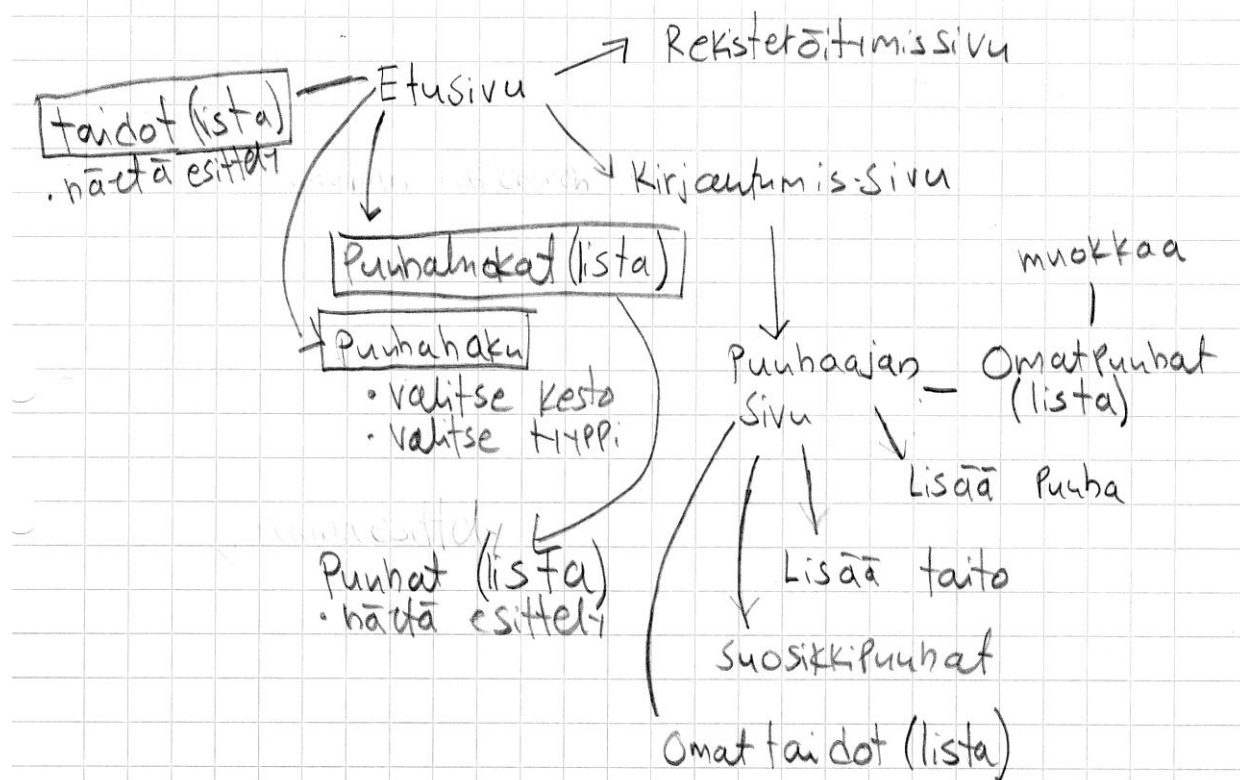 Rekisteröitymissivu
Etusivu
taidot (lista)
• näytä esittely
Kirjautumis-sivu
Puuhaluokat (lista)
muokkaa
Puuhahaku
• valitse kesto
• valitse tyyppi
Puuhaajan
sivu
Omat puuhat
(lista)
Lisää puuha
Puuhat (lista)
• näytä esittely
Lisää taito
Suosikkipuuhat
Omat taidot (lista)